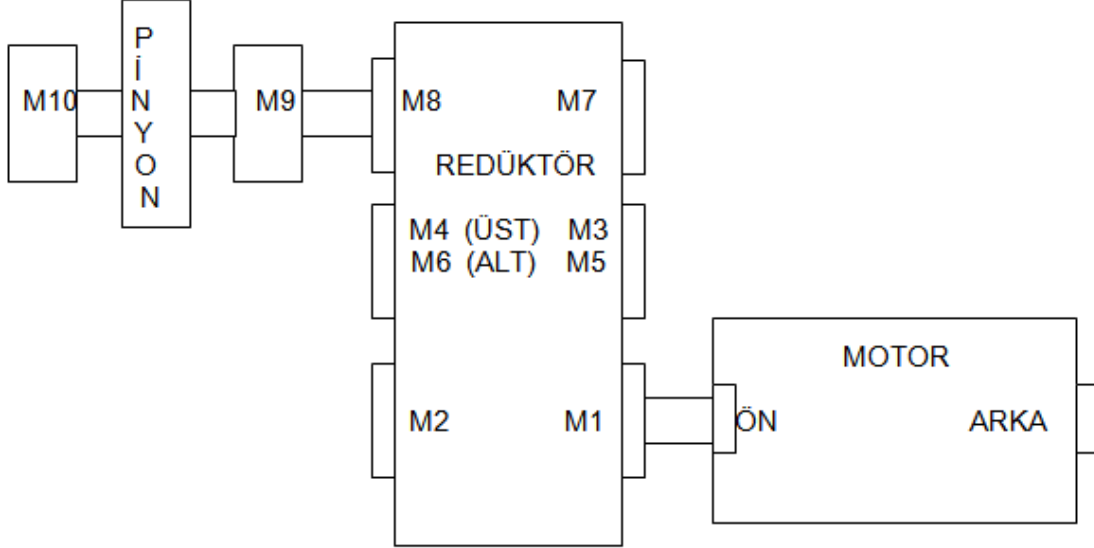 PİNYON
M10
M9
M8 M7
REDÜKTÖR
M4 (ÜST) M3
M6 (ALT) M5
MOTOR
M2 M1 ÖN ARKA